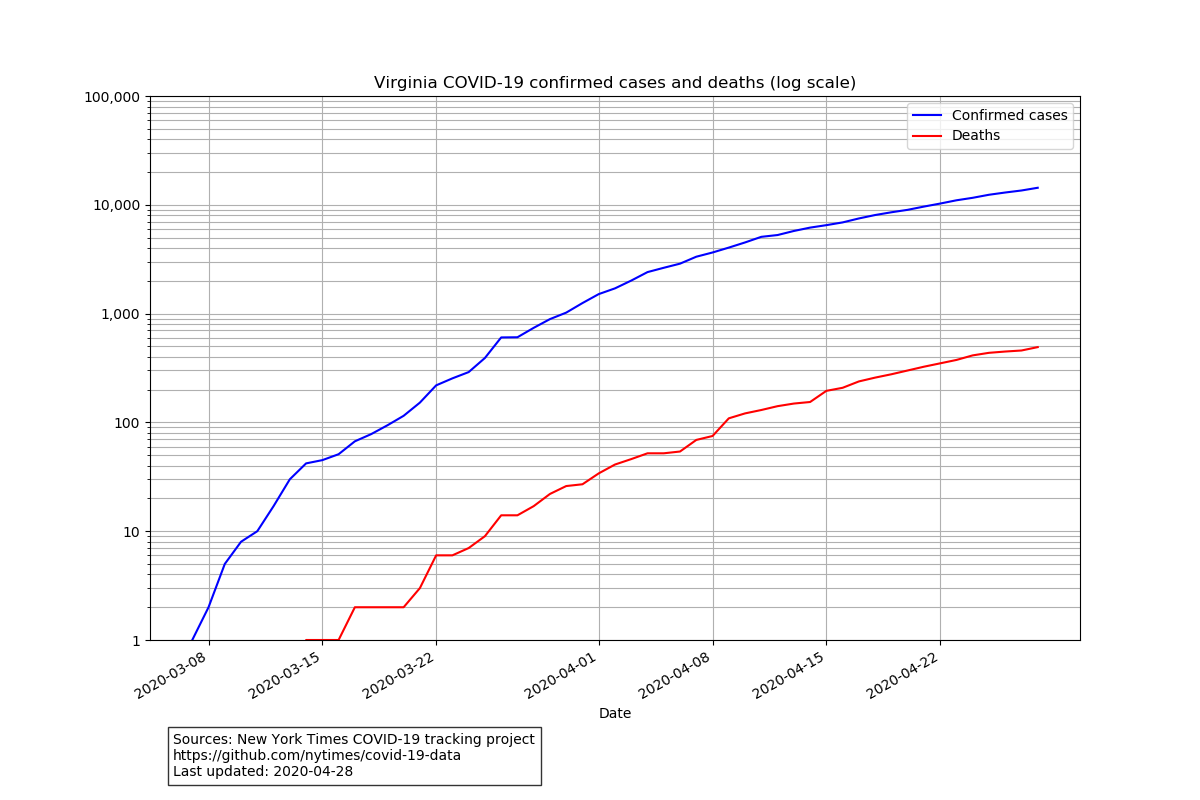 Virginia COVID-19 confirmed cases and deaths (log scale)
100,000
10,000
1,000
100
10
1
Confirmed cases
Deaths
2020-03-08
2020-03-15
2020-03-22
2020-04-01
2020-04-08
2020-04-15
2020-04-22
Date
Sources: New York Times COVID-19 tracking project
https://github.com/nytimes/covid-19-data
Last updated: 2020-04-28